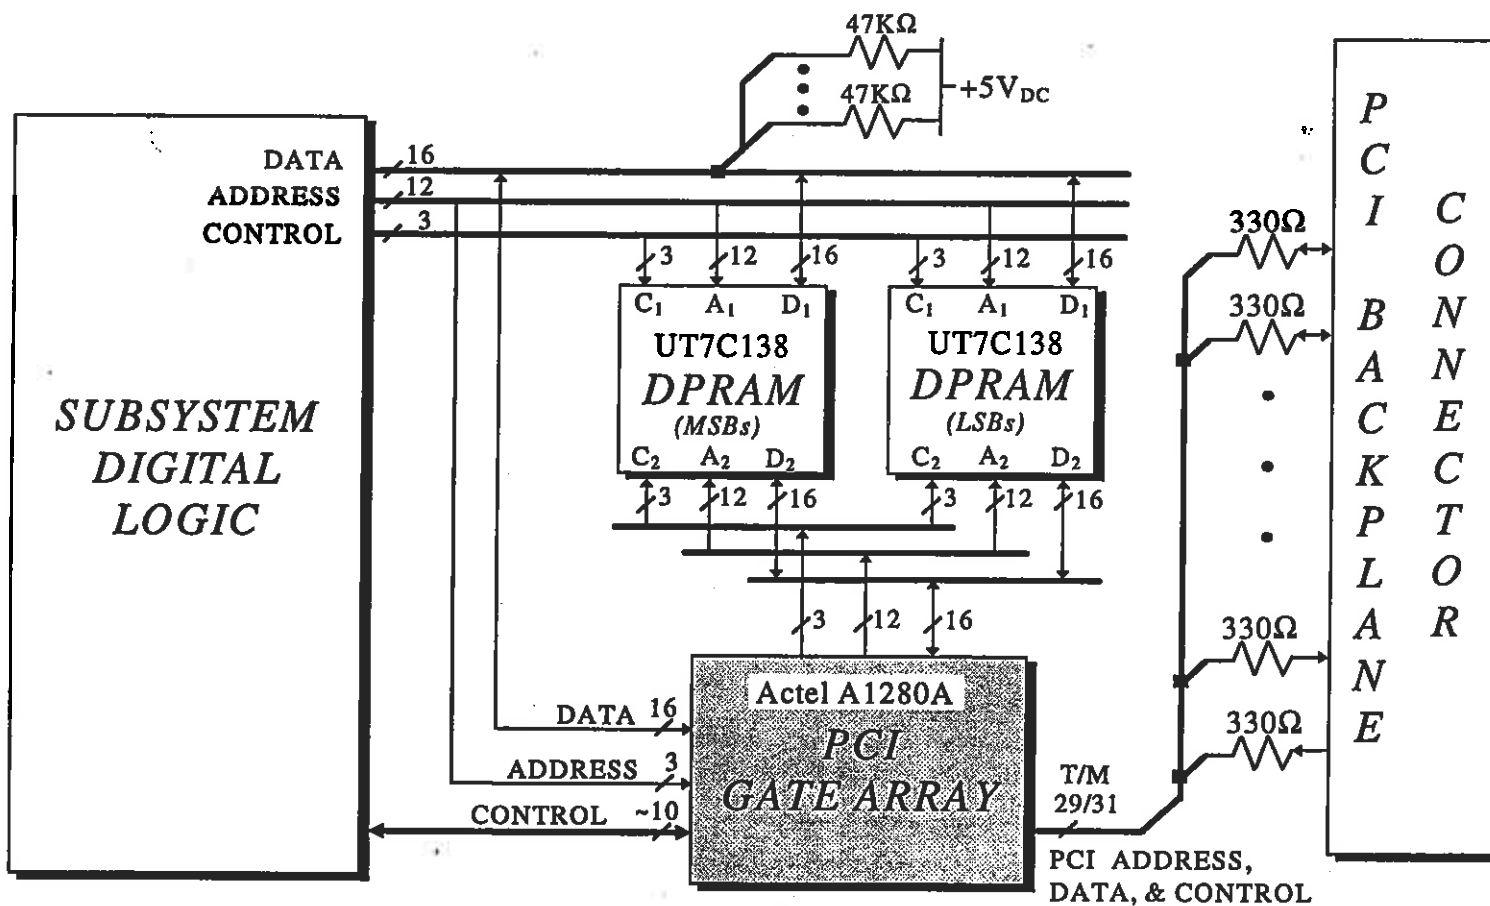 47KΩ
47KΩ
+5V_DC
DATA 16
ADDRESS 12
CONTROL 3
3 12 16 3 12 16
C₁ A₁ D₁
UT7C138
DPRAM
(MSBs)
C₂ A₂ D₂
C₁ A₁ D₁
UT7C138
DPRAM
(LSBs)
C₂ A₂ D₂
3 12 16 3 12 16
SUBSYSTEM
DIGITAL
LOGIC
3 12 16
Actel A1280A
PCI
GATE ARRAY
DATA 16
ADDRESS 3
CONTROL ~10
T/M
29/31
PCI ADDRESS,
DATA, & CONTROL
330Ω
330Ω
330Ω
330Ω
PCI BACKPLANE
CONNECTOR